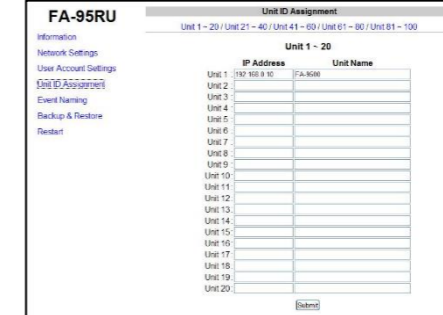 FA-95RU
Information
Network Settings
User Account Settings
Unit ID Assignment
Event Naming
Backup & Restore
Restart
Unit ID Assignment
Unit 1 ~ 20 / Unit 21 ~ 40 / Unit 41 ~ 60 / Unit 61 ~ 80 / Unit 81 ~ 100
Unit 1 ~ 20
IP Address Unit Name
Unit 1 : 192.168.0.10 FA-9500
Unit 2 :
Unit 3 :
Unit 4 :
Unit 5 :
Unit 6 :
Unit 7 :
Unit 8 :
Unit 9 :
Unit 10 :
Unit 11 :
Unit 12 :
Unit 13 :
Unit 14 :
Unit 15 :
Unit 16 :
Unit 17 :
Unit 18 :
Unit 19 :
Unit 20 :
Submit